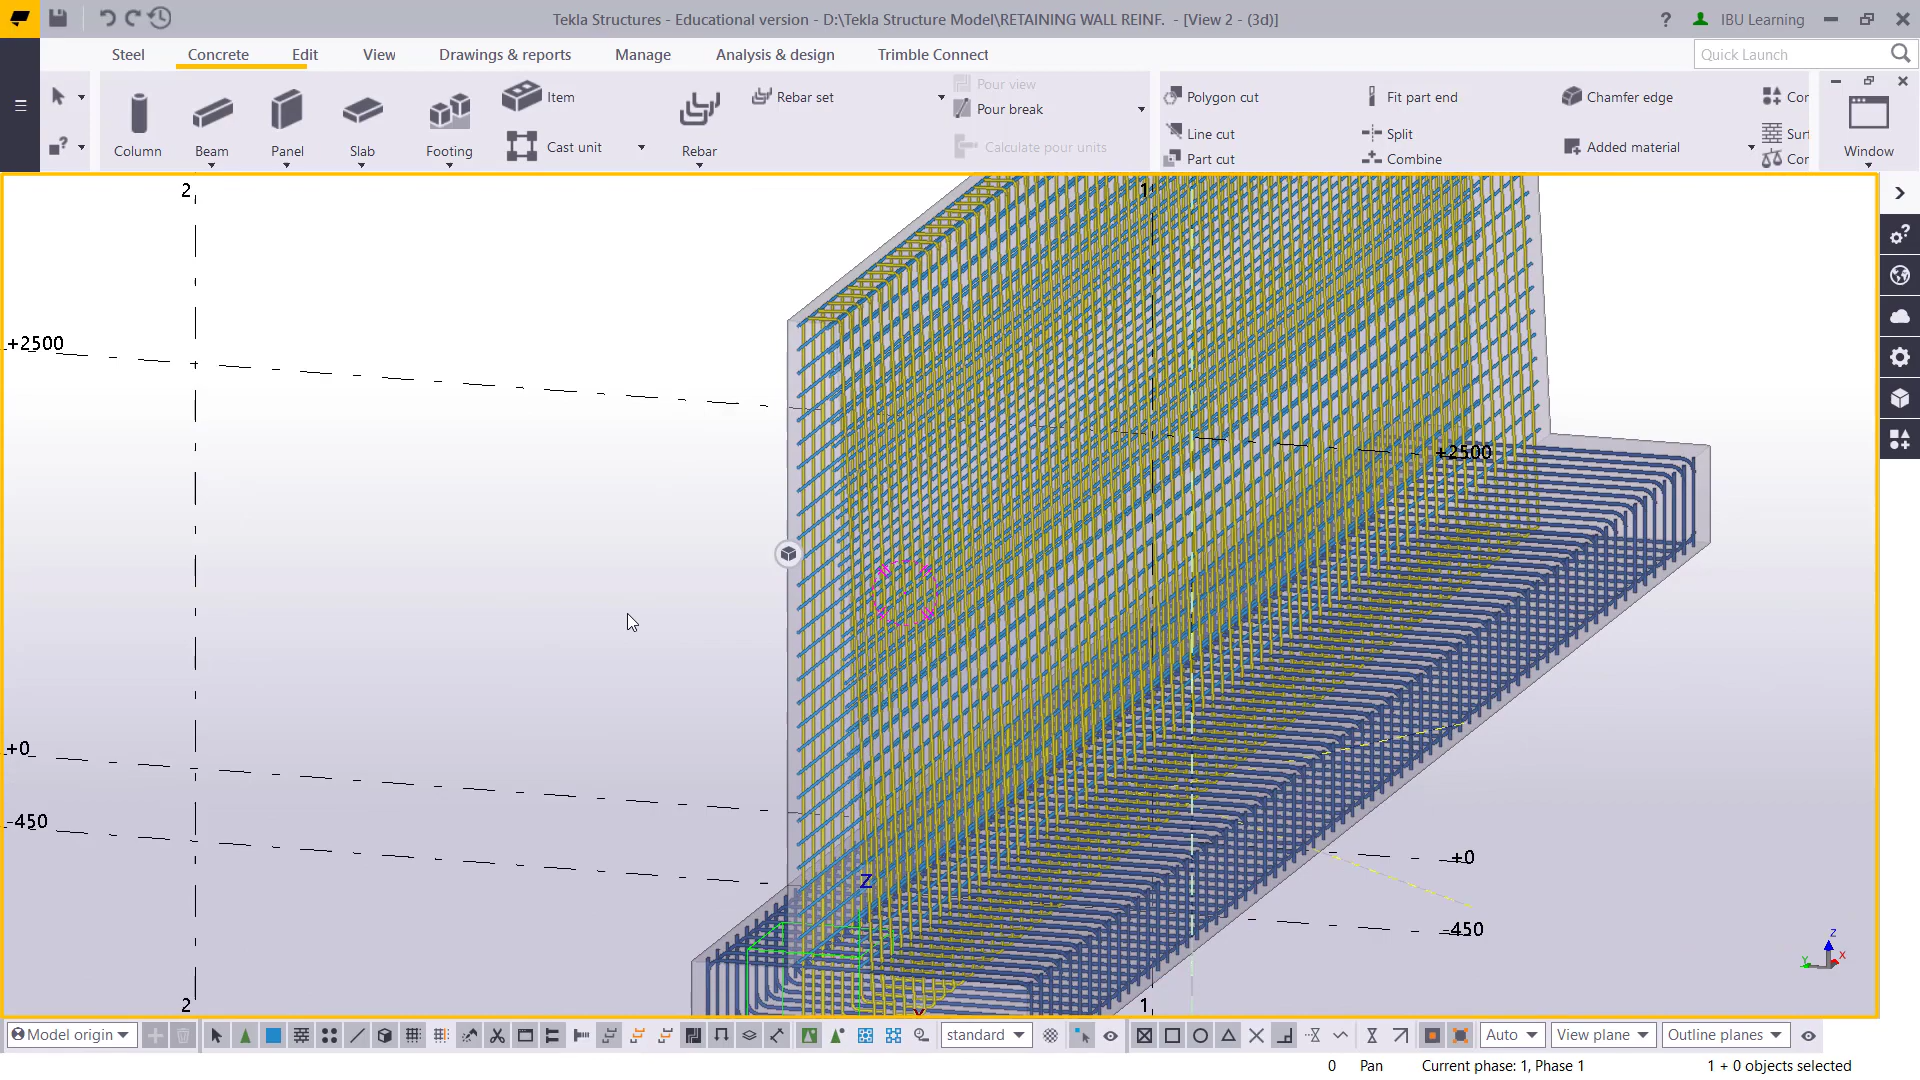 Tekla Structures - Educational version - D:\Tekla Structure Model\RETAINING WALL REINF. - [View 2 - (3d)]
? IBU Learning
Steel Concrete Edit View Drawings & reports Manage Analysis & design Trimble Connect
Quick Launch
Column
Beam
Panel
Slab
Footing
Item
Cast unit
Rebar
Rebar set
Pour view
Pour break
Calculate pour units
Polygon cut
Line cut
Part cut
Fit part end
Split
Combine
Chamfer edge
Added material
Cor
Surf
Cor
Window
2
1
+2500
+2500
+0
-450
Z
+0
-450
Z
Y
X
2
1
Model origin
standard
Auto
View plane
Outline planes
0 Pan Current phase: 1, Phase 1 1 + 0 objects selected